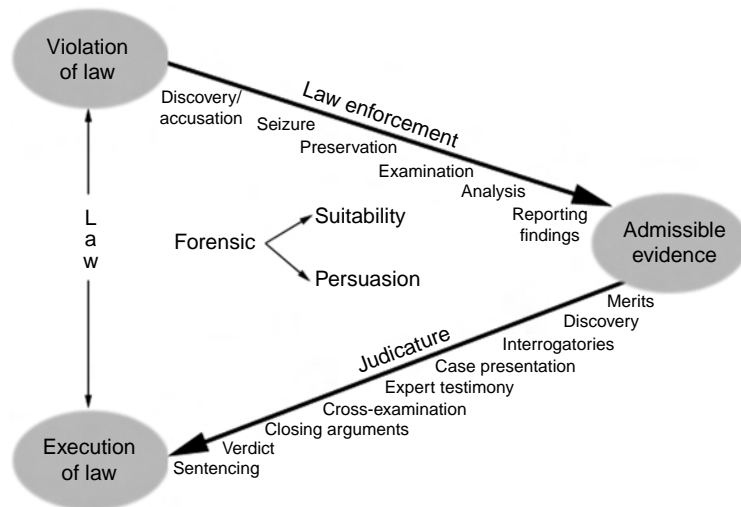 Violation
of law
Law enforcement
Discovery/
accusation
Seizure
Preservation
Examination
Analysis
Reporting
findings
Admissible
evidence
Law
Forensic
Suitability
Persuasion
Judicature
Merits
Discovery
Interrogatories
Case presentation
Expert testimony
Cross-examination
Closing arguments
Verdict
Sentencing
Execution
of law